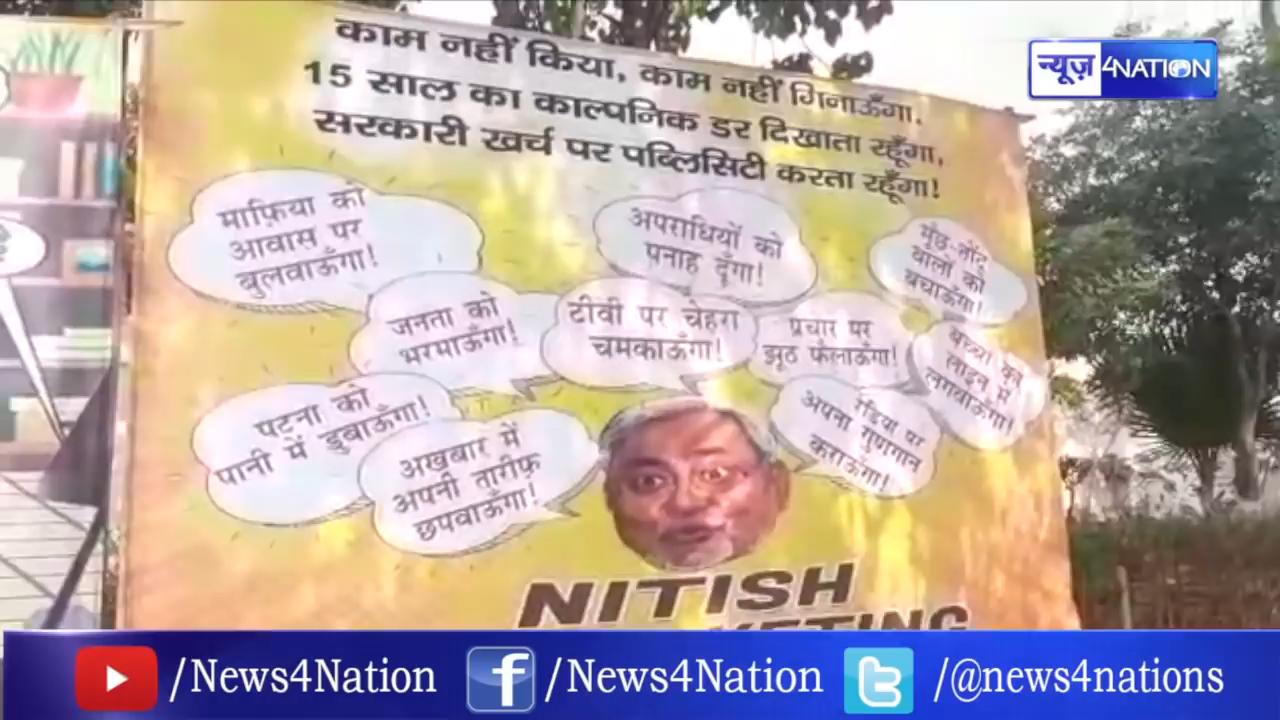 काम नहीं किया, काम नहीं गिनाऊँगा,
15 साल का काल्पनिक डर दिखाता रहूँगा,
सरकारी खर्च पर पब्लिसिटी करता रहूँगा!
न्यूज़ 4NATION
माफ़िया को
आवास पर
बुलवाऊँगा!
अपराधियों को
पनाह दूँगा!
मूँछ-तोंद
वालों को
बचाऊँगा!
जनता को
भरमाऊँगा!
टीवी पर चेहरा
चमकाऊँगा!
प्रचार पर
झूठ फैलाऊँगा!
बच्चों को
लाइन में
लगवाऊँगा!
पटना को
पानी में डुबाऊँगा!
अखबार में
अपनी तारीफ़
छपवाऊँगा!
रेडियो पर
अपना गुणगान
कराऊँगा!
NITISH
/News4Nation
/News4Nation
/@news4nations